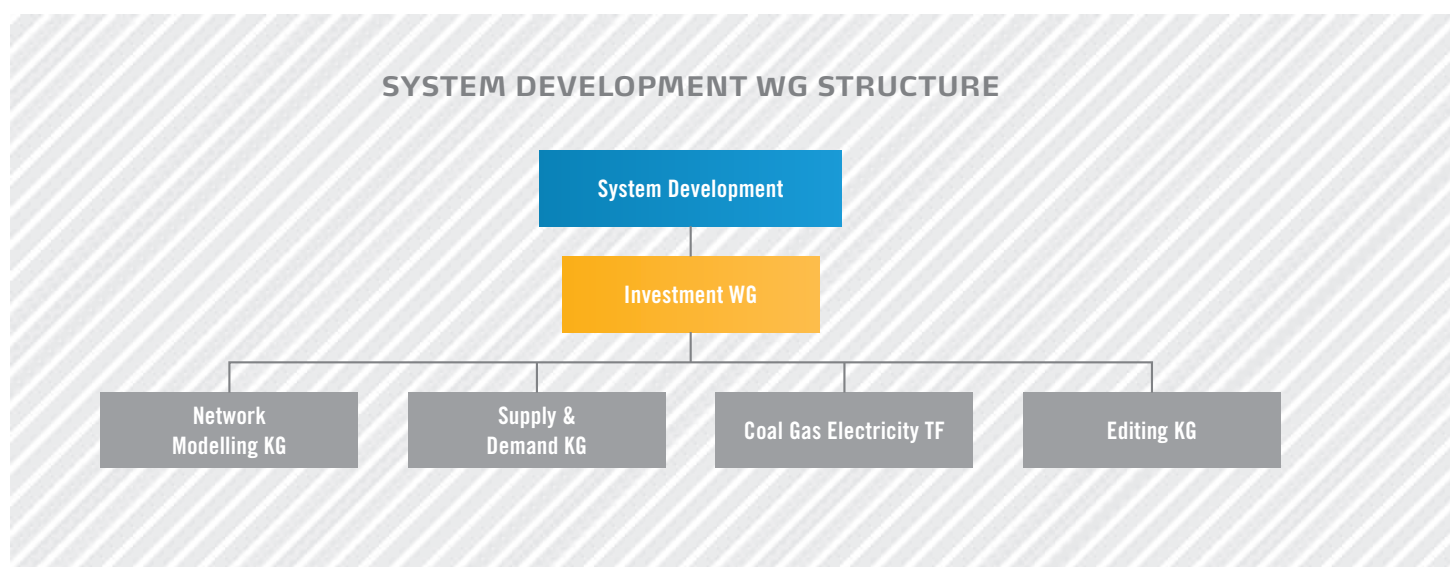 SYSTEM DEVELOPMENT WG STRUCTURE
System Development
Investment WG
Network
Modelling KG
Supply &
Demand KG
Coal Gas Electricity TF
Editing KG